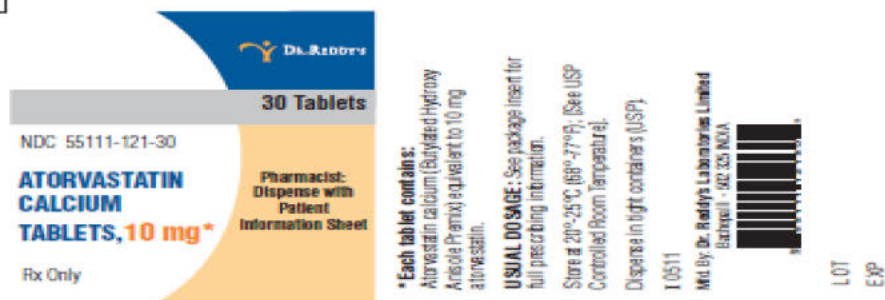 DR.REDDY'S
30 Tablets
NDC 55111-121-30
ATORVASTATIN
CALCIUM
TABLETS, 10 mg*
Rx Only
Pharmacist:
Dispense with
Patient
Information Sheet
*Each tablet contains:
Atorvastatin calcium (Butylated Hydroxy
Anisole Premix) equivalent to 10 mg
atorvastatin.
USUAL DOSAGE: See package insert for
full prescribing information.
Store at 20°-25°C (68°-77°F); [See USP
Controlled Room Temperature].
Dispense in tight containers (USP).
I 0511
Mfd. By: Dr. Reddy's Laboratories Limited
Bachepalli - 502 325 INDIA
LOT
EXP